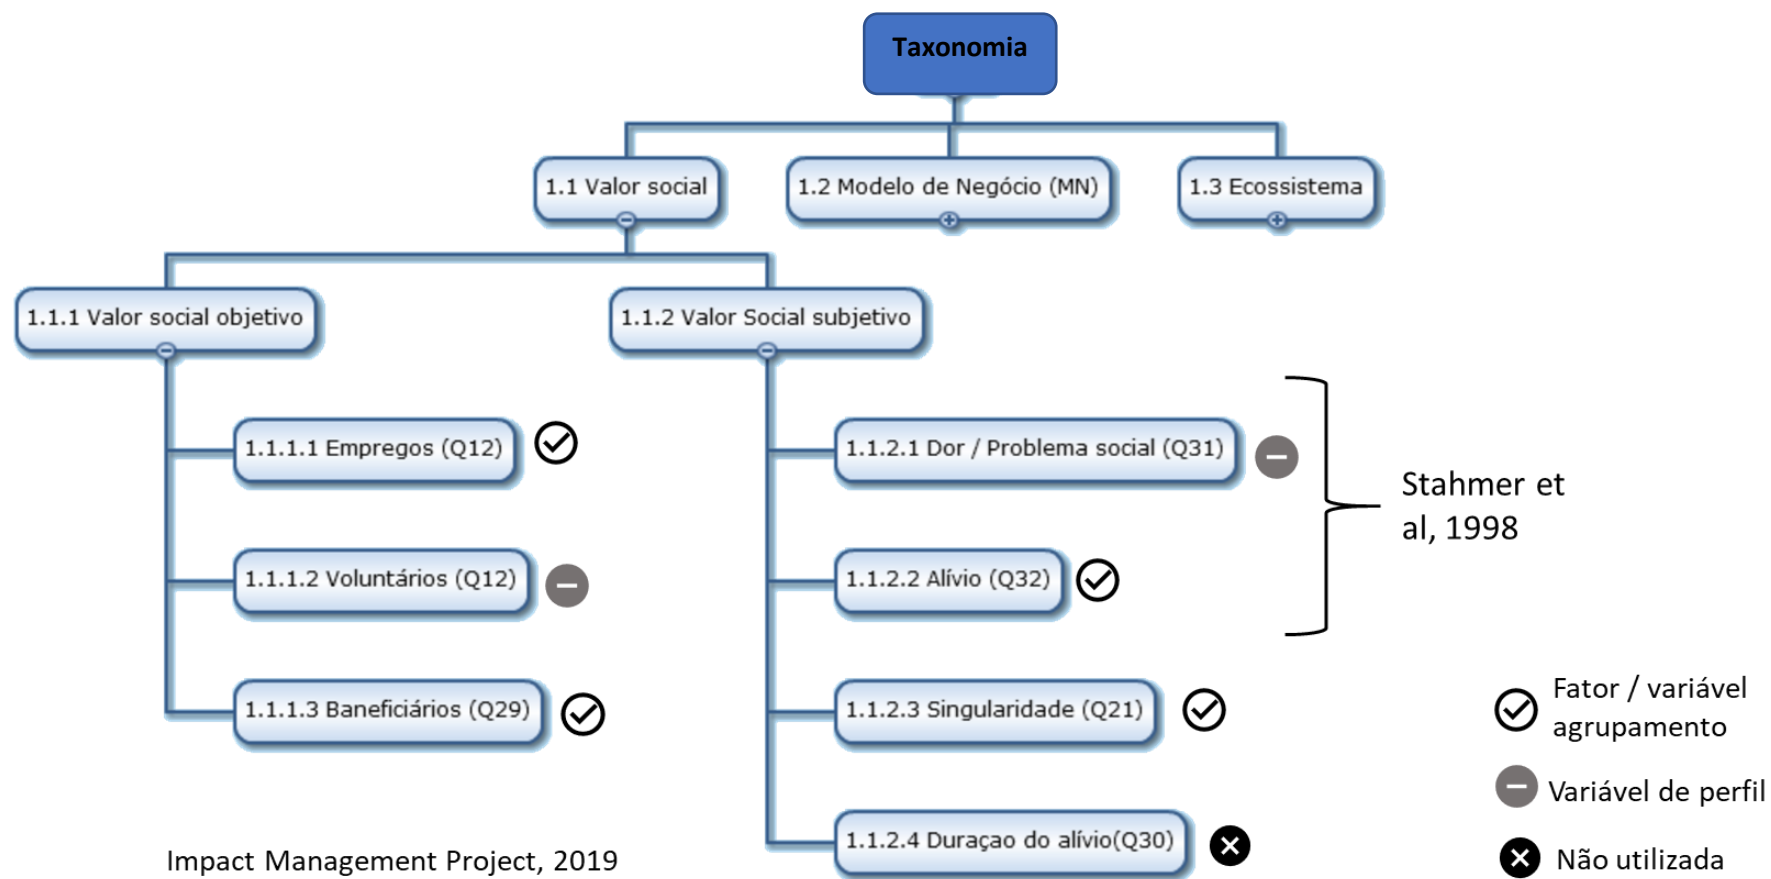 Taxonomia
1.1 Valor social
1.2 Modelo de Negócio (MN)
1.3 Ecossistema
1.1.1 Valor social objetivo
1.1.2 Valor Social subjetivo
1.1.1.1 Empregos (Q12)
1.1.1.2 Voluntários (Q12)
1.1.1.3 Baneficiários (Q29)
1.1.2.1 Dor / Problema social (Q31)
1.1.2.2 Alívio (Q32)
1.1.2.3 Singularidade (Q21)
1.1.2.4 Duraçao do alívio(Q30)
Stahmer et
al, 1998
Fator / variável
agrupamento
Variável de perfil
Não utilizada
Impact Management Project, 2019